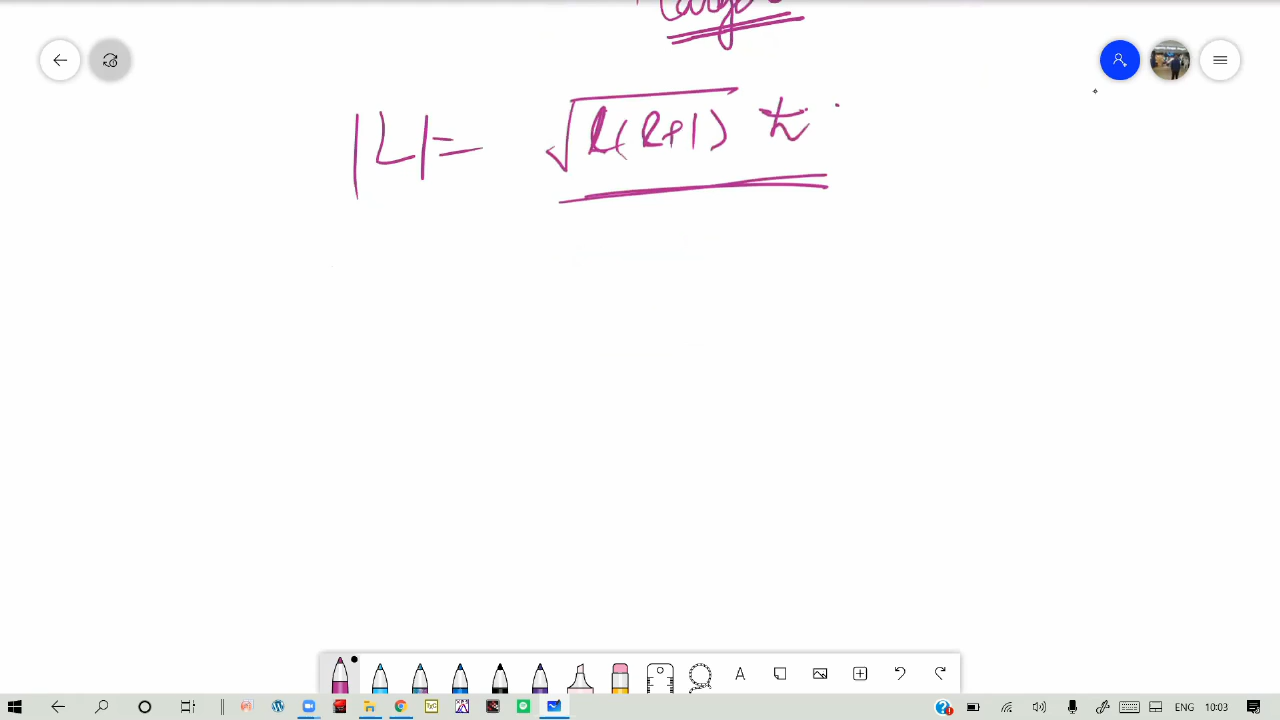 |L| = √l(l+1) ħ
A
ENG
10:03